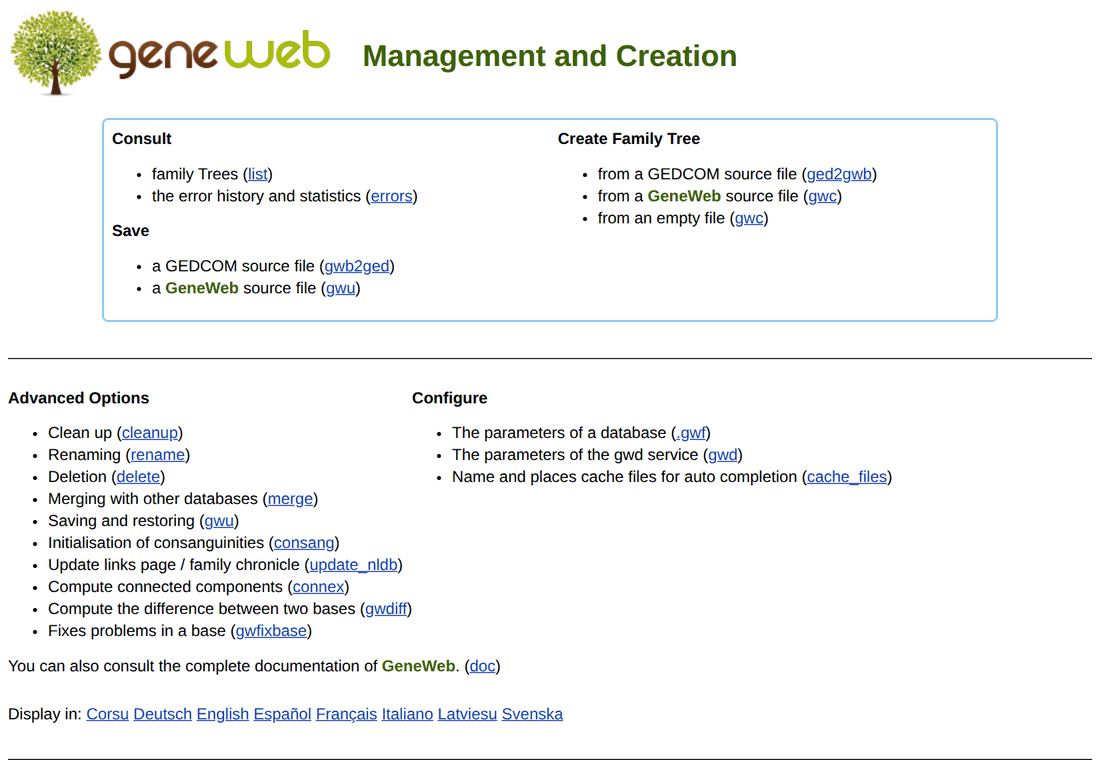 geneweb Management and Creation
Consult
• family Trees (list)
• the error history and statistics (errors)
Save
• a GEDCOM source file (gwb2ged)
• a GeneWeb source file (gwu)
Create Family Tree
• from a GEDCOM source file (ged2gwb)
• from a GeneWeb source file (gwc)
• from an empty file (gwc)
Advanced Options
• Clean up (cleanup)
• Renaming (rename)
• Deletion (delete)
• Merging with other databases (merge)
• Saving and restoring (gwu)
• Initialisation of consanguinities (consang)
• Update links page / family chronicle (update_nldb)
• Compute connected components (connex)
• Compute the difference between two bases (gwdiff)
• Fixes problems in a base (gwfixbase)
Configure
• The parameters of a database (.gwf)
• The parameters of the gwd service (gwd)
• Name and places cache files for auto completion (cache_files)
You can also consult the complete documentation of GeneWeb. (doc)
Display in: Corsu Deutsch English Español Français Italiano Latviesu Svenska